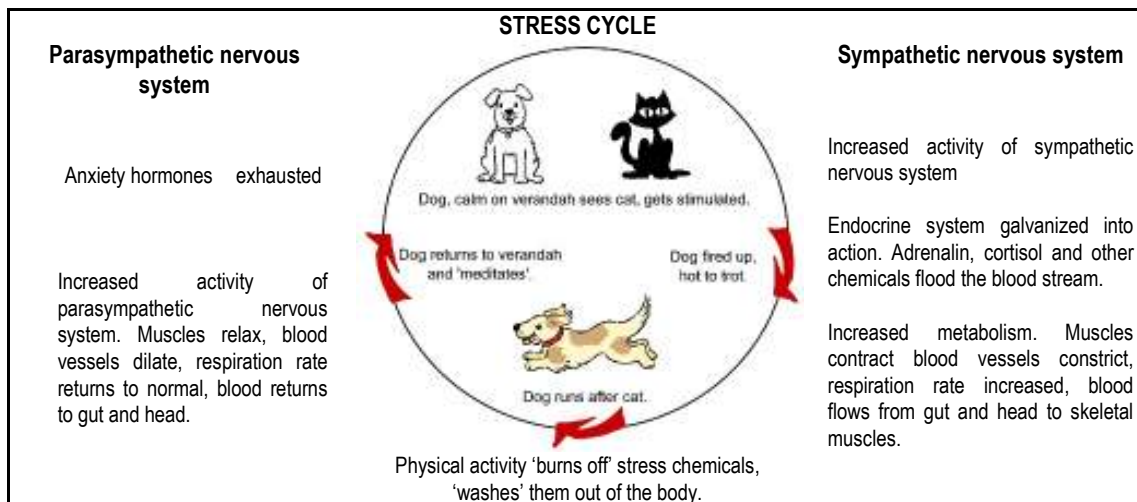 STRESS CYCLE
Parasympathetic nervous
system
Anxiety hormones exhausted
Increased activity of
parasympathetic nervous
system. Muscles relax, blood
vessels dilate, respiration rate
returns to normal, blood returns
to gut and head.
Dog, calm on verandah sees cat, gets stimulated.
Dog returns to verandah
and 'meditates'.
Dog fired up,
hot to trot.
Dog runs after cat.
Physical activity ‘burns off’ stress chemicals,
‘washes’ them out of the body.
Sympathetic nervous system
Increased activity of sympathetic
nervous system
Endocrine system galvanized into
action. Adrenalin, cortisol and other
chemicals flood the blood stream.
Increased metabolism. Muscles
contract blood vessels constrict,
respiration rate increased, blood
flows from gut and head to skeletal
muscles.